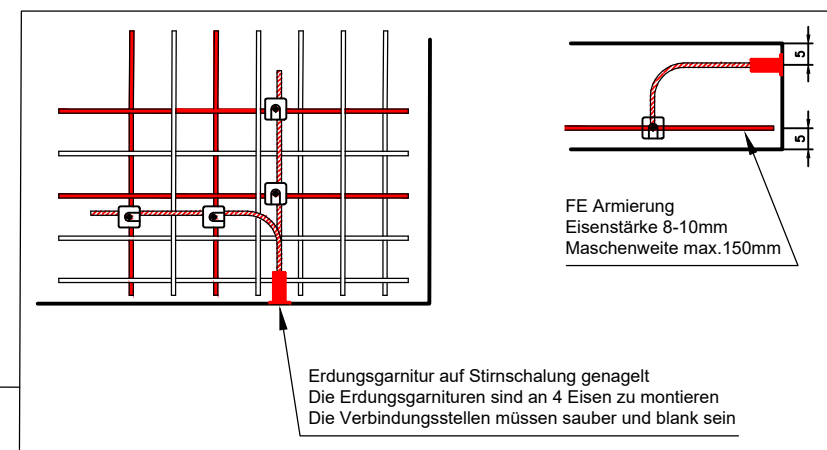 5
5
FE Armierung
Eisenstärke 8-10mm
Maschenweite max.150mm
Erdungsgarnitur auf Stirnschalung genagelt
Die Erdungsgarnituren sind an 4 Eisen zu montieren
Die Verbindungsstellen müssen sauber und blank sein